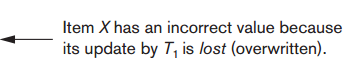 Item X has an incorrect value because
its update by T₁ is lost (overwritten).